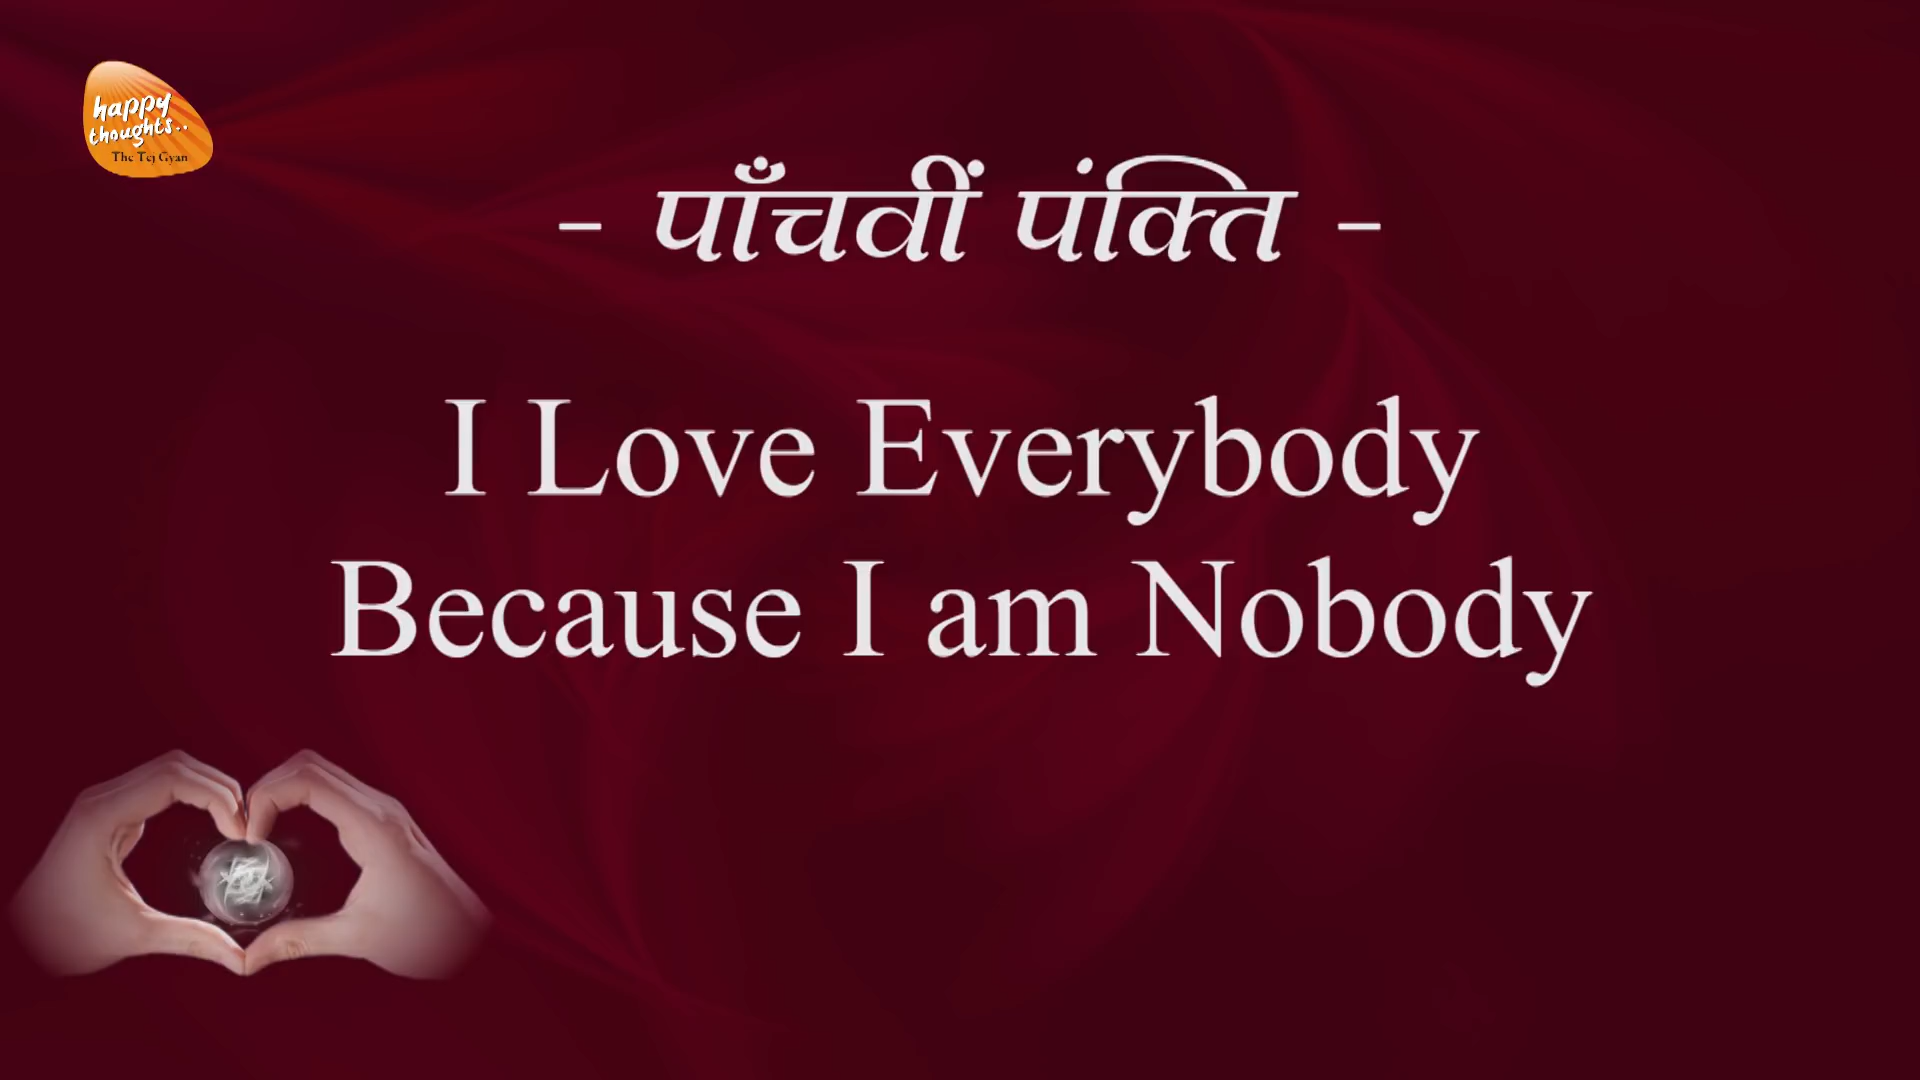 happy
thoughts..
The Tej Gyan
- पाँचवीं पंक्ति -
I Love Everybody
Because I am Nobody